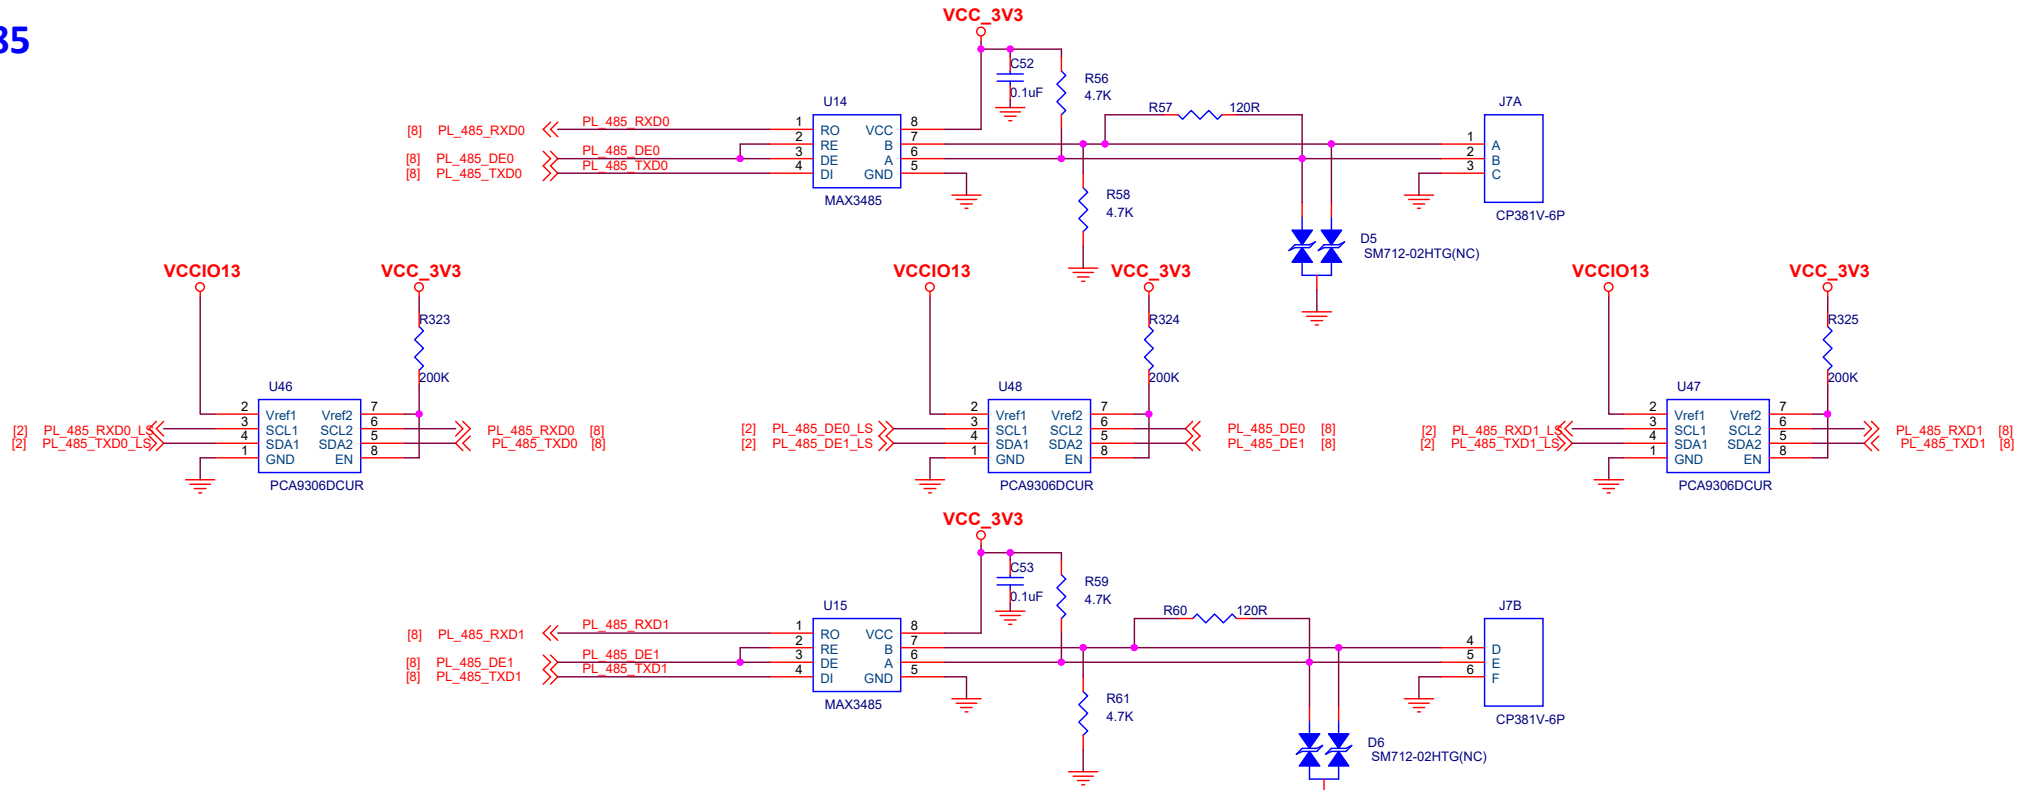 85
VCC_3V3
C52
0.1uF
R56
4.7K
U14
R57 120R
J7A
[8] PL_485_RXD0
PL_485_RXD0
1 RO VCC 8
2 RE B 7
[8] PL_485_DE0
PL_485_DE0
3 DE A 6
[8] PL_485_TXD0
PL_485_TXD0
4 DI GND 5
MAX3485
1 A
2 B
3 C
CP381V-6P
R58
4.7K
D5
SM712-02HTG(NC)
VCCIO13
VCC_3V3
VCCIO13
VCC_3V3
VCCIO13
VCC_3V3
R323
200K
R324
200K
R325
200K
U46
2 Vref1 Vref2 7
[2] PL_485_RXD0_LS 3 SCL1 SCL2 6 PL_485_RXD0 [8]
[2] PL_485_TXD0_LS 4 SDA1 SDA2 5 PL_485_TXD0 [8]
1 GND EN 8
PCA9306DCUR
U48
2 Vref1 Vref2 7
[2] PL_485_DE0_LS 3 SCL1 SCL2 6 PL_485_DE0 [8]
[2] PL_485_DE1_LS 4 SDA1 SDA2 5 PL_485_DE1 [8]
1 GND EN 8
PCA9306DCUR
U47
2 Vref1 Vref2 7
[2] PL_485_RXD1_LS 3 SCL1 SCL2 6 PL_485_RXD1 [8]
[2] PL_485_TXD1_LS 4 SDA1 SDA2 5 PL_485_TXD1 [8]
1 GND EN 8
PCA9306DCUR
VCC_3V3
C53
0.1uF
R59
4.7K
U15
R60 120R
J7B
[8] PL_485_RXD1
PL_485_RXD1
1 RO VCC 8
2 RE B 7
[8] PL_485_DE1
PL_485_DE1
3 DE A 6
[8] PL_485_TXD1
PL_485_TXD1
4 DI GND 5
MAX3485
4 D
5 E
6 F
CP381V-6P
R61
4.7K
D6
SM712-02HTG(NC)